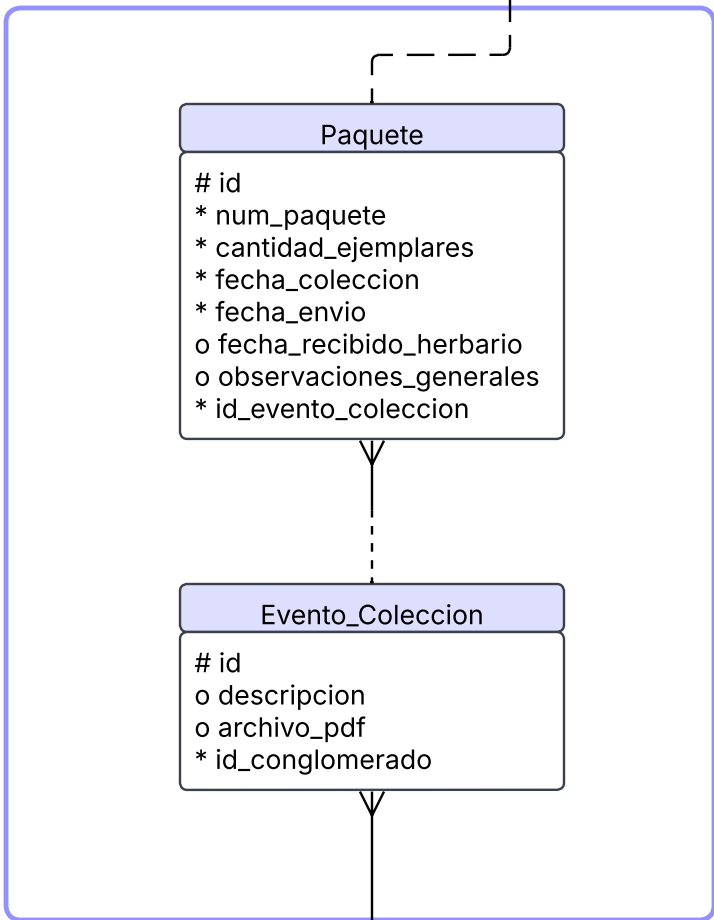 Paquete
# id
* num_paquete
* cantidad_ejemplares
* fecha_coleccion
* fecha_envio
o fecha_recibido_herbario
o observaciones_generales
* id_evento_coleccion
Evento_Coleccion
# id
o descripcion
o archivo_pdf
* id_conglomerado